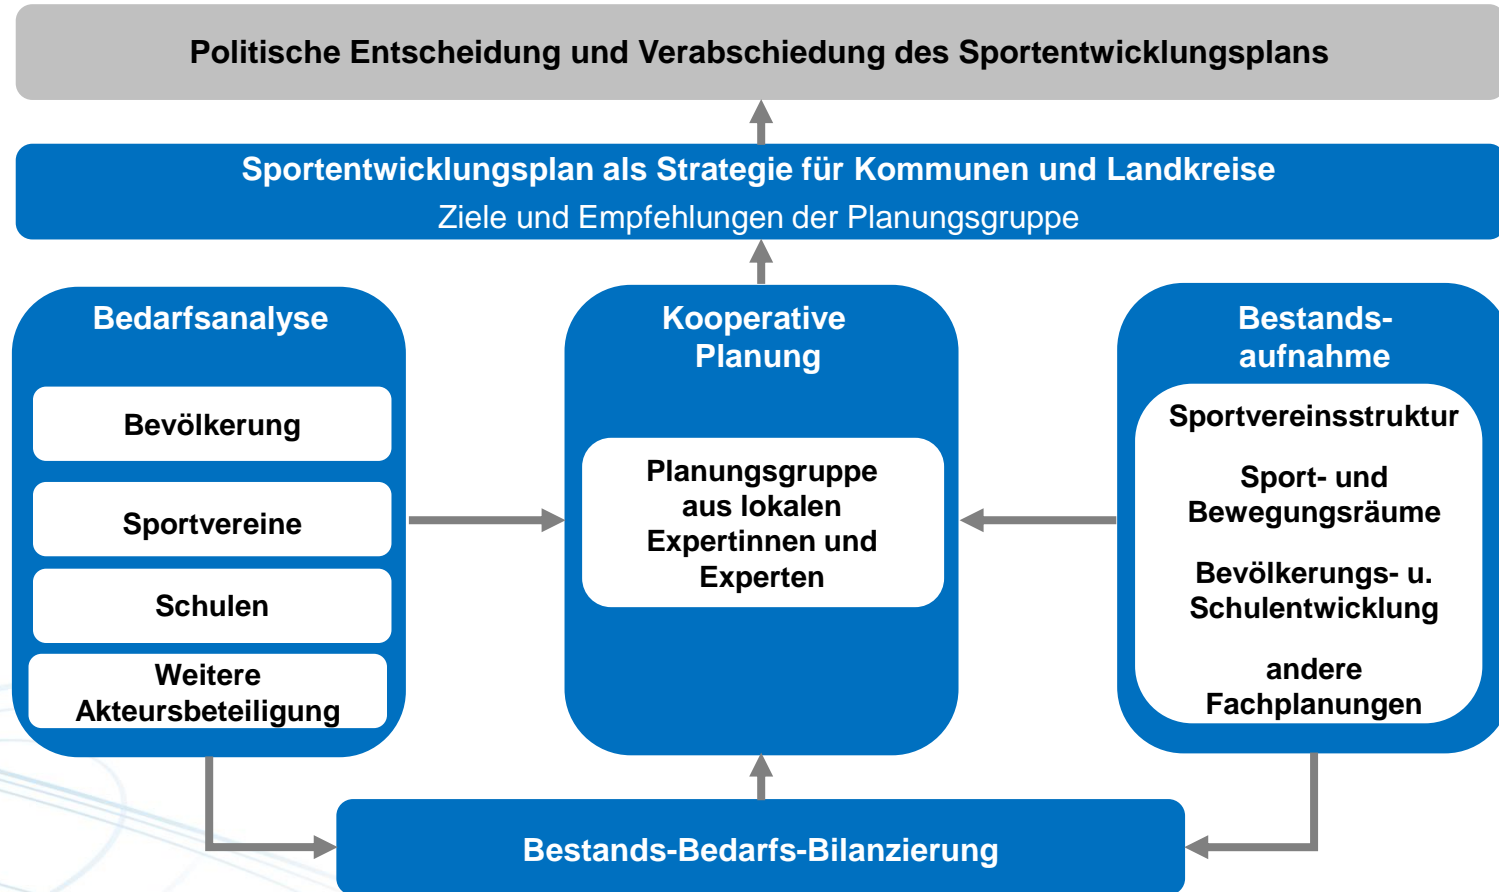 Politische Entscheidung und Verabschiedung des Sportentwicklungsplans
Sportentwicklungsplan als Strategie für Kommunen und Landkreise
Ziele und Empfehlungen der Planungsgruppe
Bedarfsanalyse
Bevölkerung
Sportvereine
Schulen
Weitere
Akteursbeteiligung
Kooperative
Planung
Planungsgruppe
aus lokalen
Expertinnen und
Experten
Bestands-
aufnahme
Sportvereinsstruktur
Sport- und
Bewegungsräume
Bevölkerungs- u.
Schulentwicklung
andere
Fachplanungen
Bestands-Bedarfs-Bilanzierung